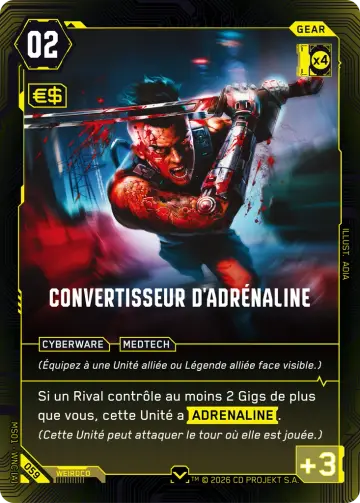 02
GEAR
x4
€$
ILLUST. ADIA
CONVERTISSEUR D'ADRÉNALINE
CYBERWARE
MEDTECH
(Équipez à une Unité alliée ou Légende alliée face visible.)
Si un Rival contrôle au moins 2 Gigs de plus
que vous, cette Unité a ADRENALINE.
(Cette Unité peut attaquer le tour où elle est jouée.)
059
WEIRDCO
™ © 2026 CD PROJEKT S.A.
+3